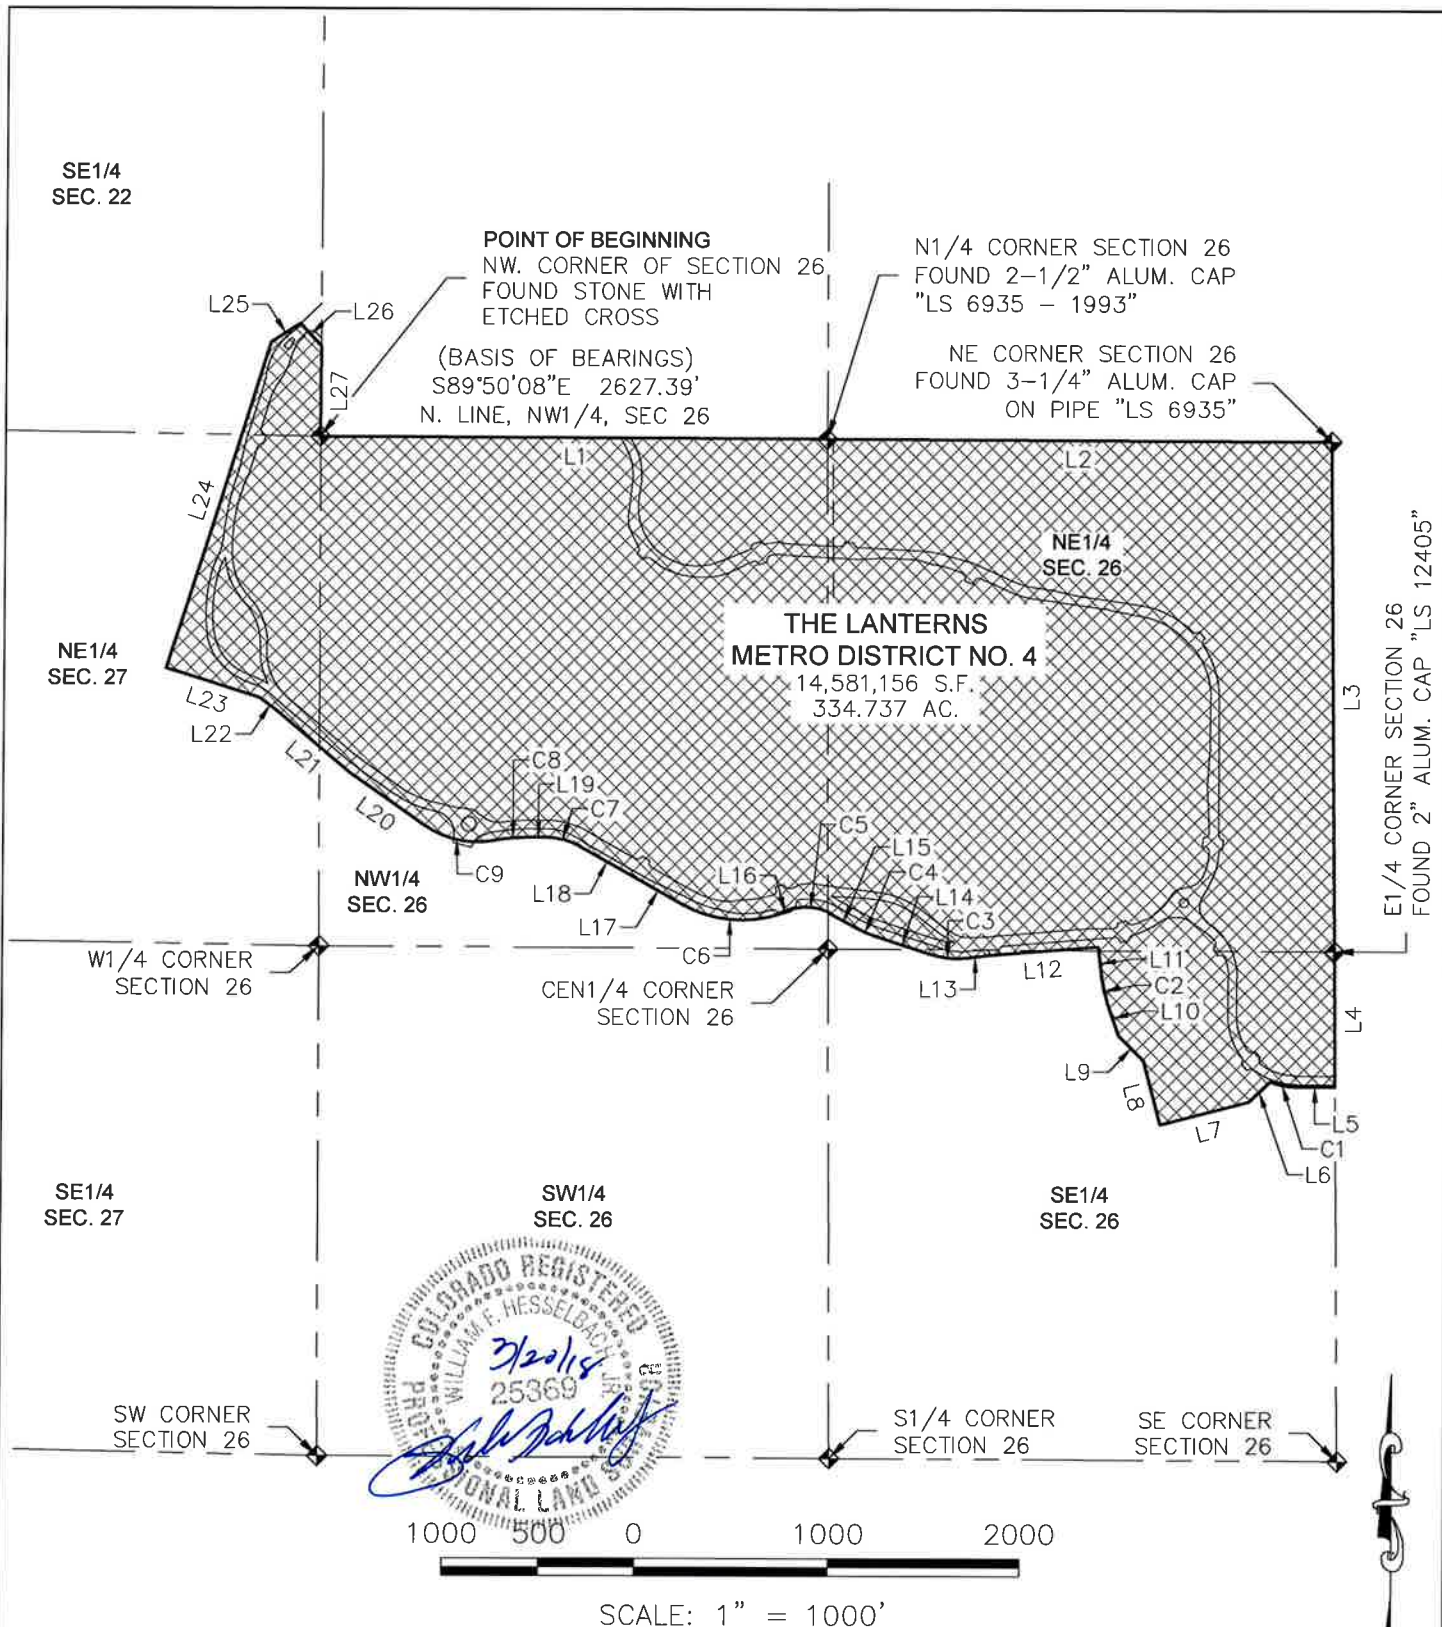 SE1/4
SEC. 22
POINT OF BEGINNING
NW. CORNER OF SECTION 26
FOUND STONE WITH
ETCHED CROSS
(BASIS OF BEARINGS)
S89°50'08"E 2627.39'
N. LINE, NW1/4, SEC 26
N1/4 CORNER SECTION 26
FOUND 2-1/2" ALUM. CAP
"LS 6935 - 1993"
NE CORNER SECTION 26
FOUND 3-1/4" ALUM. CAP
ON PIPE "LS 6935"
L25
L26
L27
L1
L2
L24
NE1/4
SEC. 26
THE LANTERNS
METRO DISTRICT NO. 4
14,581,156 S.F.
334.737 AC.
L3
E1/4 CORNER SECTION 26
FOUND 2" ALUM. CAP "LS 12405"
NE1/4
SEC. 27
L23
L22
L21
L20
C8
L19
C7
C9
NW1/4
SEC. 26
L18
L17
L16
C5
L15
C4
L14
C3
C6
L13
L12
L11
C2
L10
L9
L8
L7
L4
L5
C1
L6
W1/4 CORNER
SECTION 26
CEN1/4 CORNER
SECTION 26
SE1/4
SEC. 27
SW1/4
SEC. 26
SE1/4
SEC. 26
COLORADO REGISTERED
WILLIAM F. HESSELBACH JR.
3/20/18
25369
PROFESSIONAL LAND
SW CORNER
SECTION 26
S1/4 CORNER
SECTION 26
SE CORNER
SECTION 26
1000 500 0 1000 2000
SCALE: 1" = 1000'